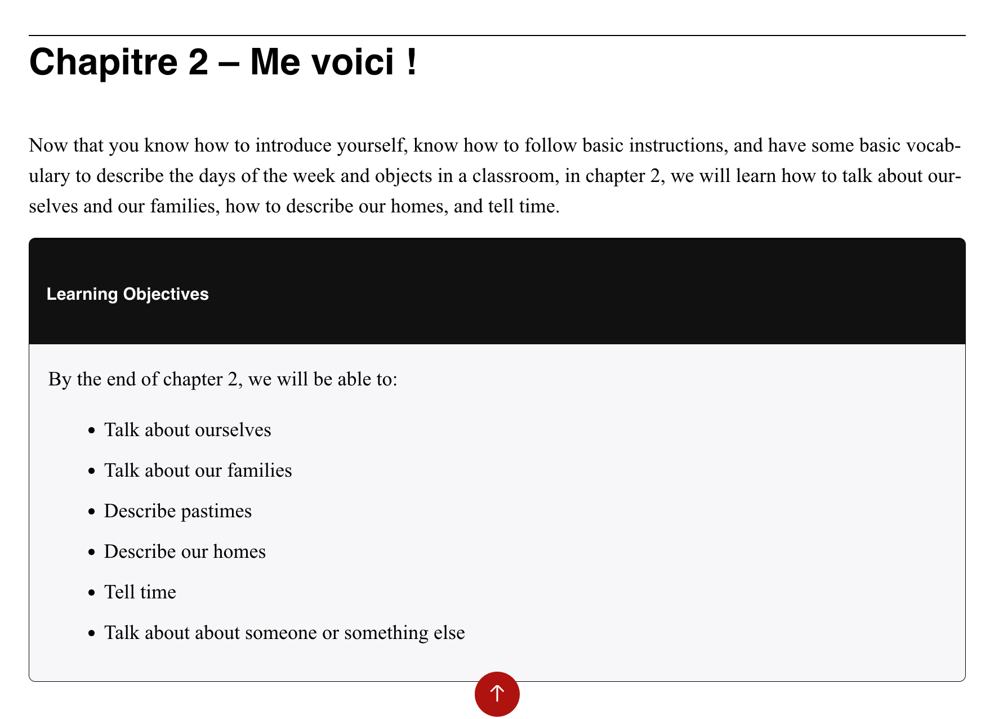 Chapitre 2 – Me voici !
Now that you know how to introduce yourself, know how to follow basic instructions, and have some basic vocab-
ulary to describe the days of the week and objects in a classroom, in chapter 2, we will learn how to talk about our-
selves and our families, how to describe our homes, and tell time.
Learning Objectives
By the end of chapter 2, we will be able to:
• Talk about ourselves
• Talk about our families
• Describe pastimes
• Describe our homes
• Tell time
• Talk about about someone or something else